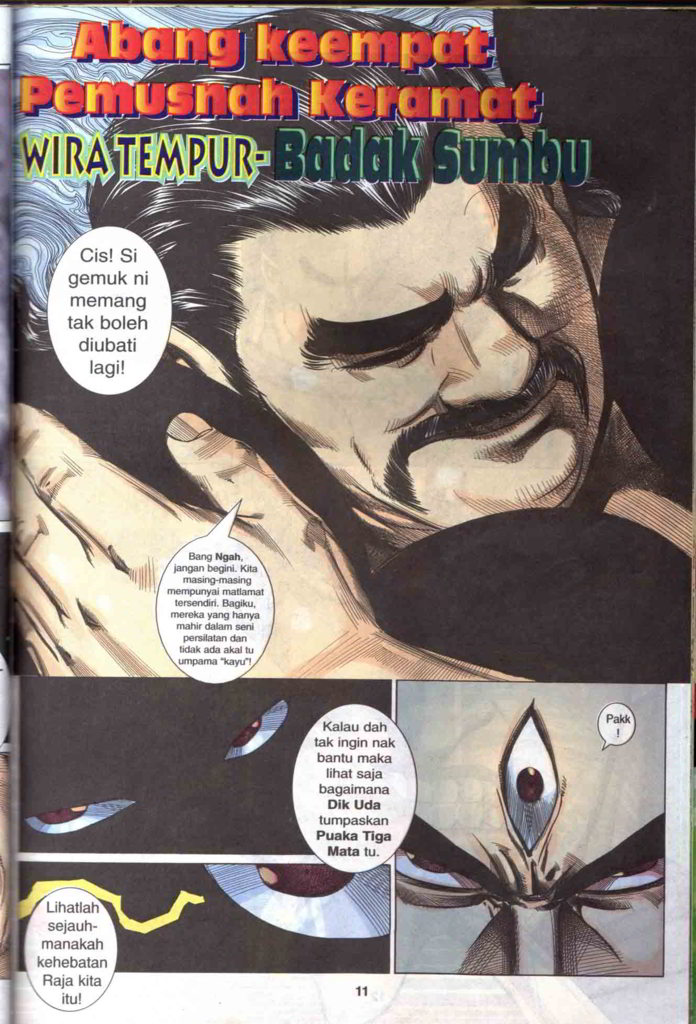 Abang keempat
Pemusnah Keramat
WIRA TEMPUR- Badak Sumbu
Cis! Si
gemuk ni
memang
tak boleh
diubati
lagi!
Bang Ngah,
jangan begini. Kita
masing-masing
mempunyai matlamat
tersendiri. Bagiku,
mereka yang hanya
mahir dalam seni
persilatan dan
tidak ada akal tu
umpama "kayu"!
Kalau dah
tak ingin nak
bantu maka
lihat saja
bagaimana
Dik Uda
tumpaskan
Puaka Tiga
Mata tu.
Pakk
!
Lihatlah
sejauh-
manakah
kehebatan
Raja kita
itu!
11